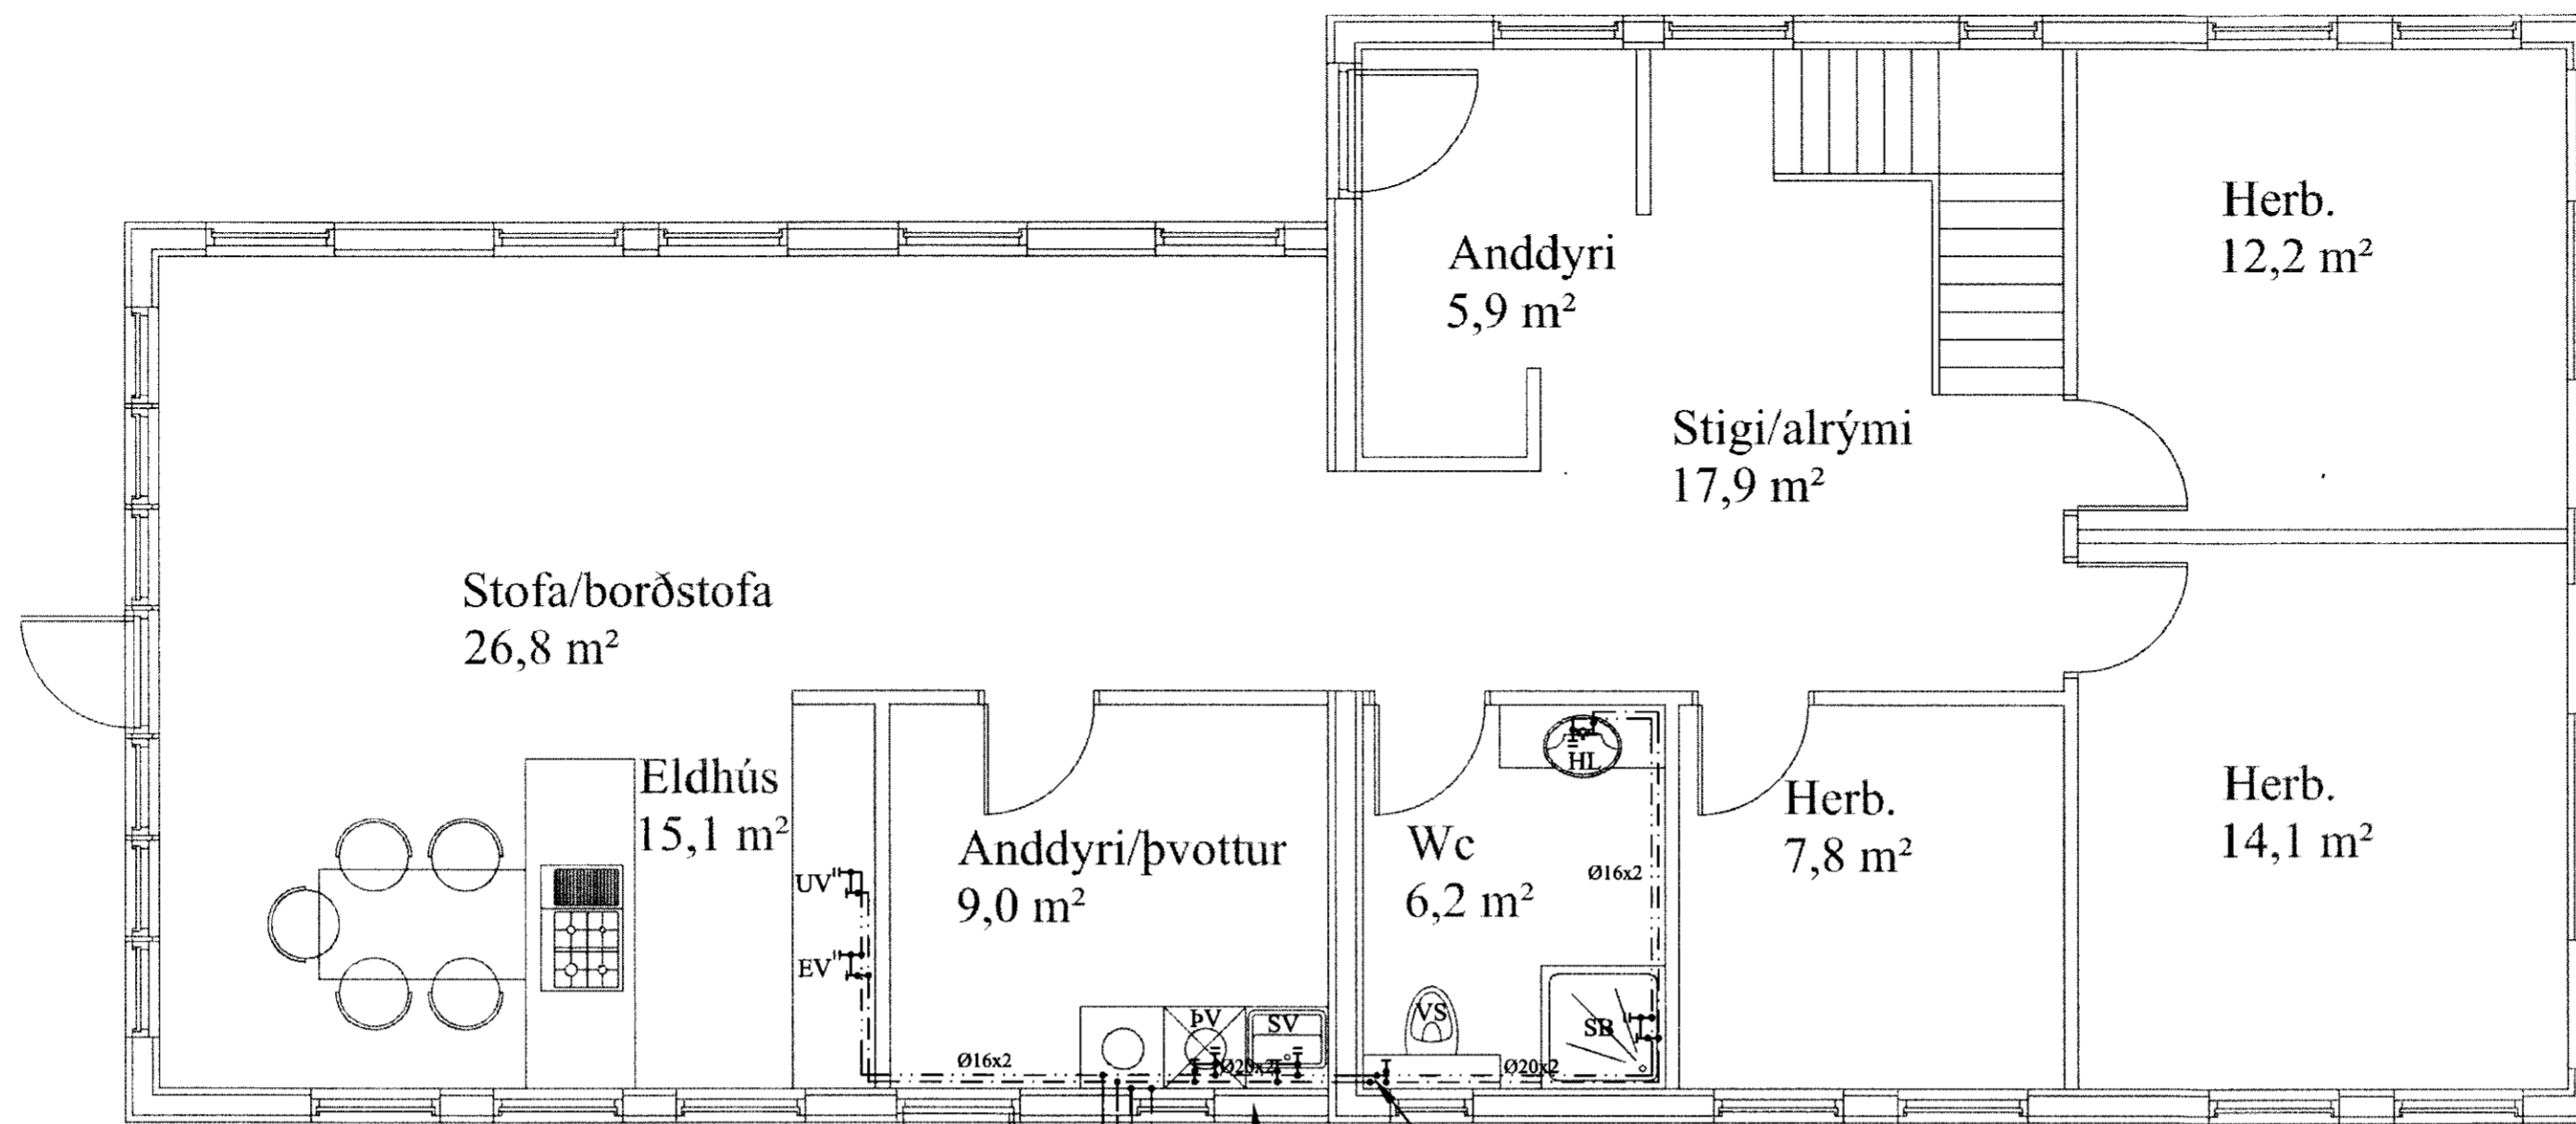 Herb.
12,2 m²
Anddyri
5,9 m²
Stigi/alrými
17,9 m²
Stofa/borðstofa
26,8 m²
Eldhús
15,1 m²
Anddyri/þvottur
9,0 m²
Wc
6,2 m²
Herb.
7,8 m²
Herb.
14,1 m²
HL
Ø16x2
UV
EV
VS
SB
ÞV
SV
Ø16x2
Ø20x2
Ø20x2